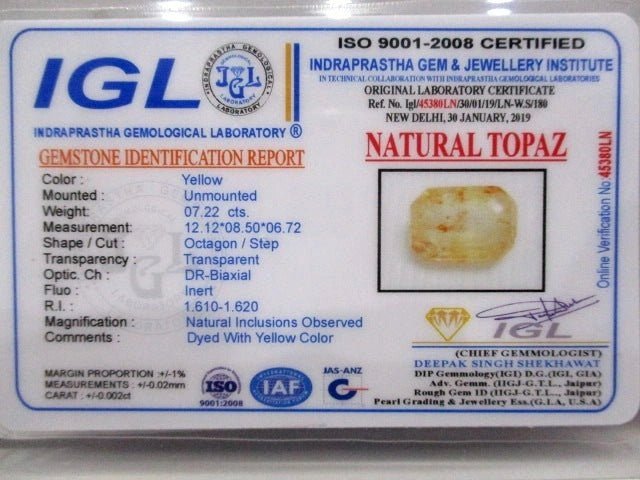 IGL
INDRAPRASTHA GEMOLOGICAL LABORATORY
IGL
INDRAPRASTHA GEMOLOGICAL LABORATORY ®
GEMSTONE IDENTIFICATION REPORT
Color : Yellow
Mounted : Unmounted
Weight: 07.22 cts.
Measurement: 12.12*08.50*06.72
Shape / Cut : Octagon / Step
Transparency : Transparent
Optic. Ch : DR-Biaxial
Fluo : Inert
R.I. : 1.610-1.620
Magnification : Natural Inclusions Observed
Comments : Dyed With Yellow Color
MARGIN PROPORTION :+/-1%
MEASUREMENTS : +/-0.02mm
CARAT : +/-0.002ct
ISO
9001:2008
IAF
JAS-ANZ
ISO 9001-2008 CERTIFIED
INDRAPRASTHA GEM & JEWELLERY INSTITUTE
IN TECHNICAL COLLABORATION WITH INDRAPRASTHA GEMOLOGICAL LABORATORIES
ORIGINAL LABORATORY CERTIFICATE
Ref. No. Igl/45380LN/30/01/19/LN-W.S/180
NEW DELHI, 30 JANUARY, 2019
NATURAL TOPAZ
Online Verification No:45380LN
IGL
(CHIEF GEMMOLOGIST)
DEEPAK SINGH SHEKHAWAT
DIP Gemmology(IGI) D.G.(IGI, GIA)
Adv. Gemm. (IIGJ-G.T.L., Jaipur)
Rough Gem 1D (IIGJ-G.T.L., Jaipur)
Pearl Grading & Jewellery Ess.(G.I.A, U.S.A)